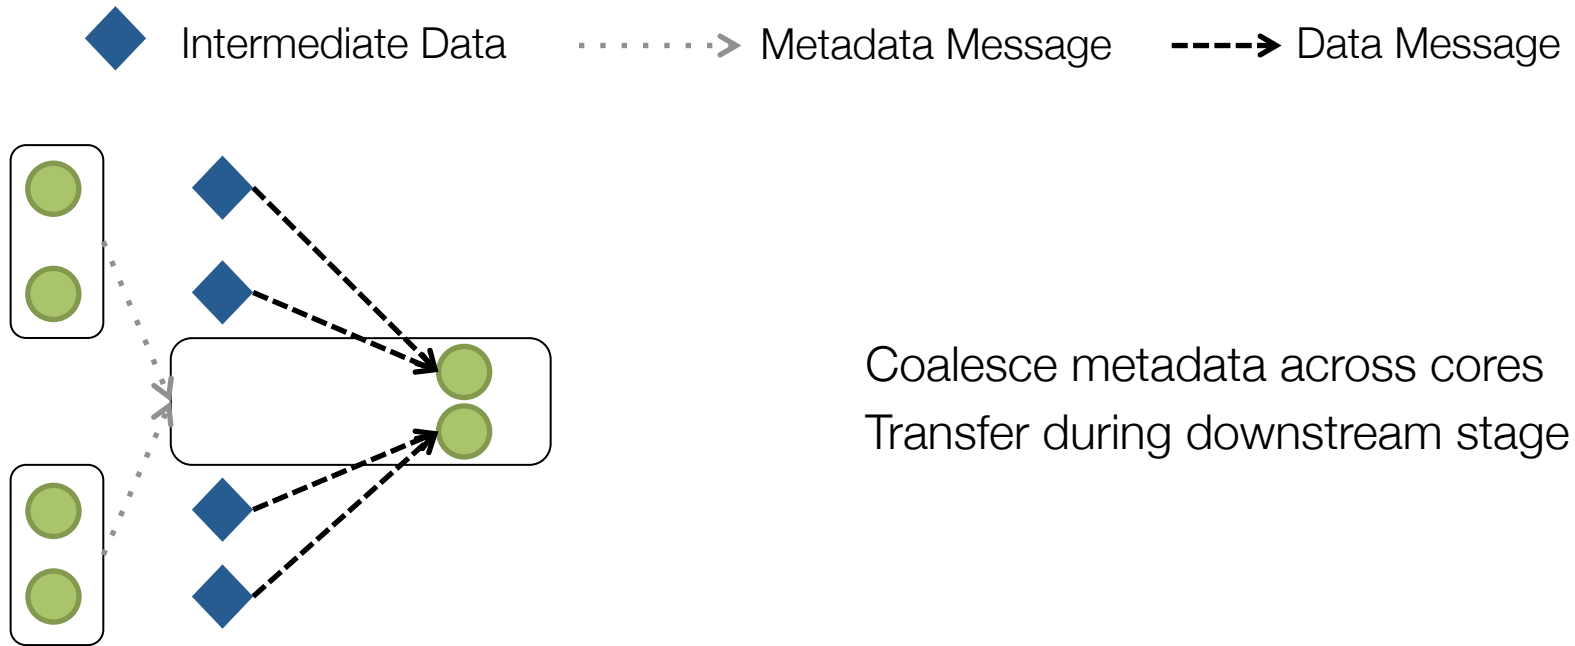 Intermediate Data
Metadata Message
Data Message
Coalesce metadata across cores
Transfer during downstream stage